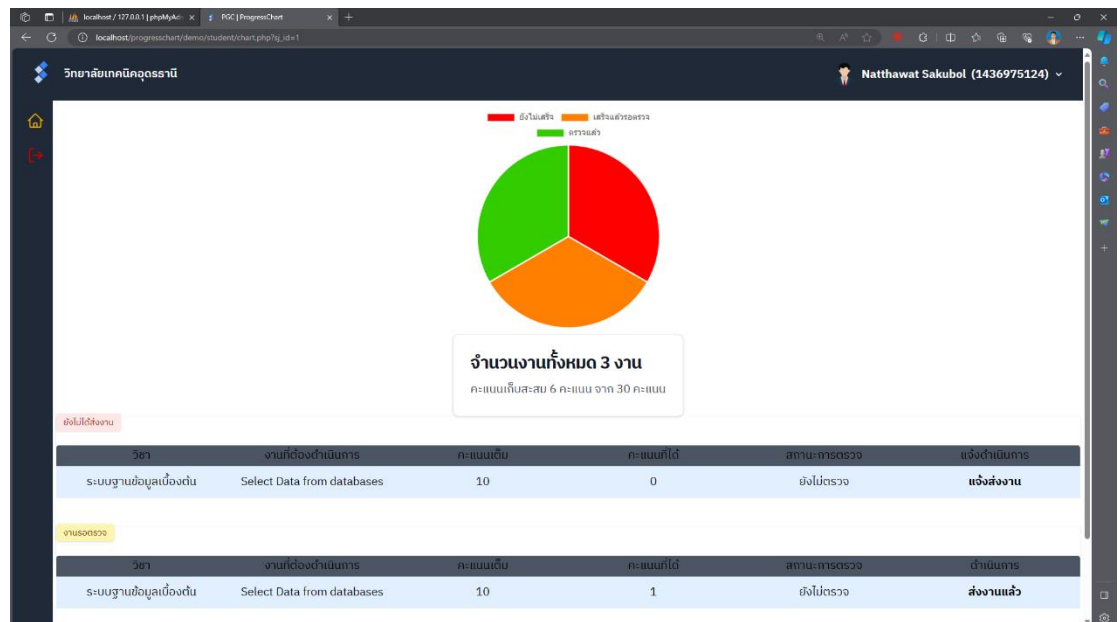 localhost / 127.0.0.1 | phpMyAd
PGC | ProgressChart
localhost/progresschart/demo/student/chart.php?sj_id=1
วิทยาลัยเทคนิคอุดรธานี
Natthawat Sakubol (1436975124)
ยังไม่เสร็จ เสร็จแล้วรอตรวจ
ตรวจแล้ว
จำนวนงานทั้งหมด 3 งาน
คะแนนเก็บสะสม 6 คะแนน จาก 30 คะแนน
ยังไม่ได้ส่งงาน
วิชา งานที่ต้องดำเนินการ คะแนนเต็ม คะแนนที่ได้ สถานะการตรวจ แจ้งดำเนินการ
ระบบฐานข้อมูลเบื้องต้น Select Data from databases 10 0 ยังไม่ตรวจ แจ้งส่งงาน
งานรอตรวจ
วิชา งานที่ต้องดำเนินการ คะแนนเต็ม คะแนนที่ได้ สถานะการตรวจ ดำเนินการ
ระบบฐานข้อมูลเบื้องต้น Select Data from databases 10 1 ยังไม่ตรวจ ส่งงานแล้ว